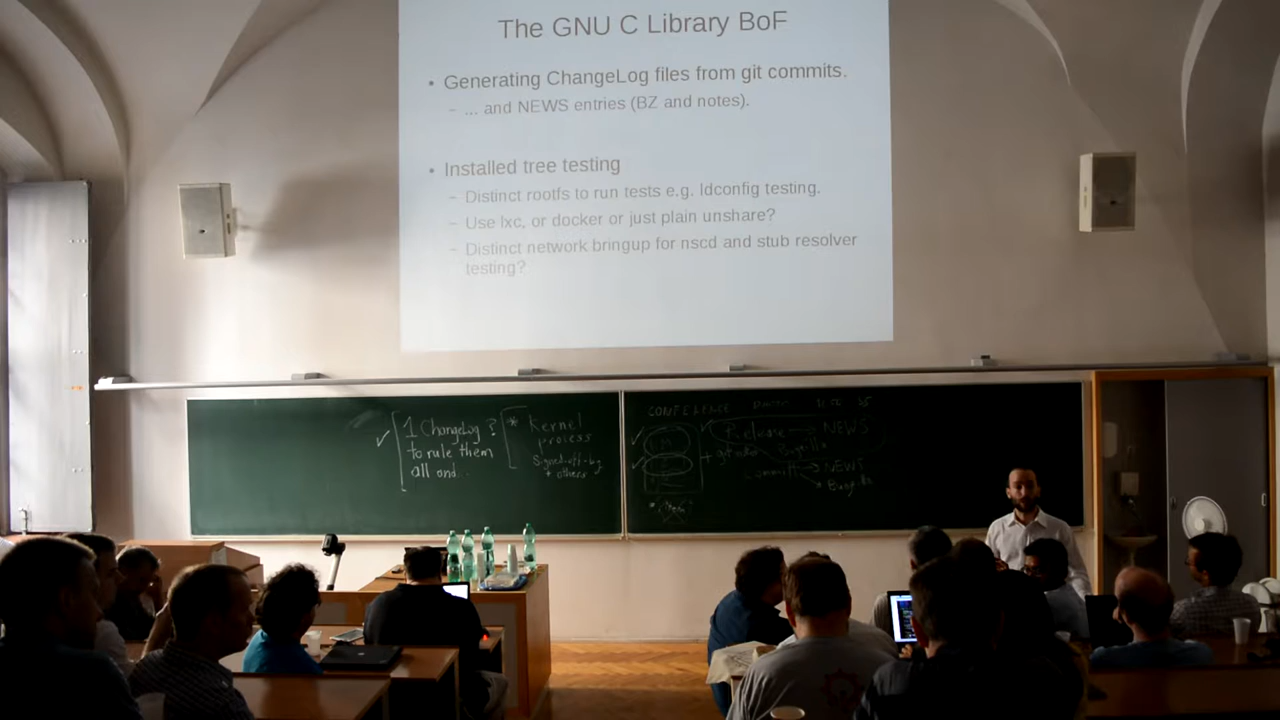 The GNU C Library BoF
• Generating ChangeLog files from git commits.
– ... and NEWS entries (BZ and notes).
• Installed tree testing
– Distinct rootfs to run tests e.g. ldconfig testing.
– Use lxc, or docker or just plain unshare?
– Distinct network bringup for nscd and stub resolver
testing?
1 ChangeLog ?
to rule them
all and...
* Kernel
process
Signed-off-by
+ others
CONFERENCE
Release → NEWS
Bugzilla
commit → NEWS